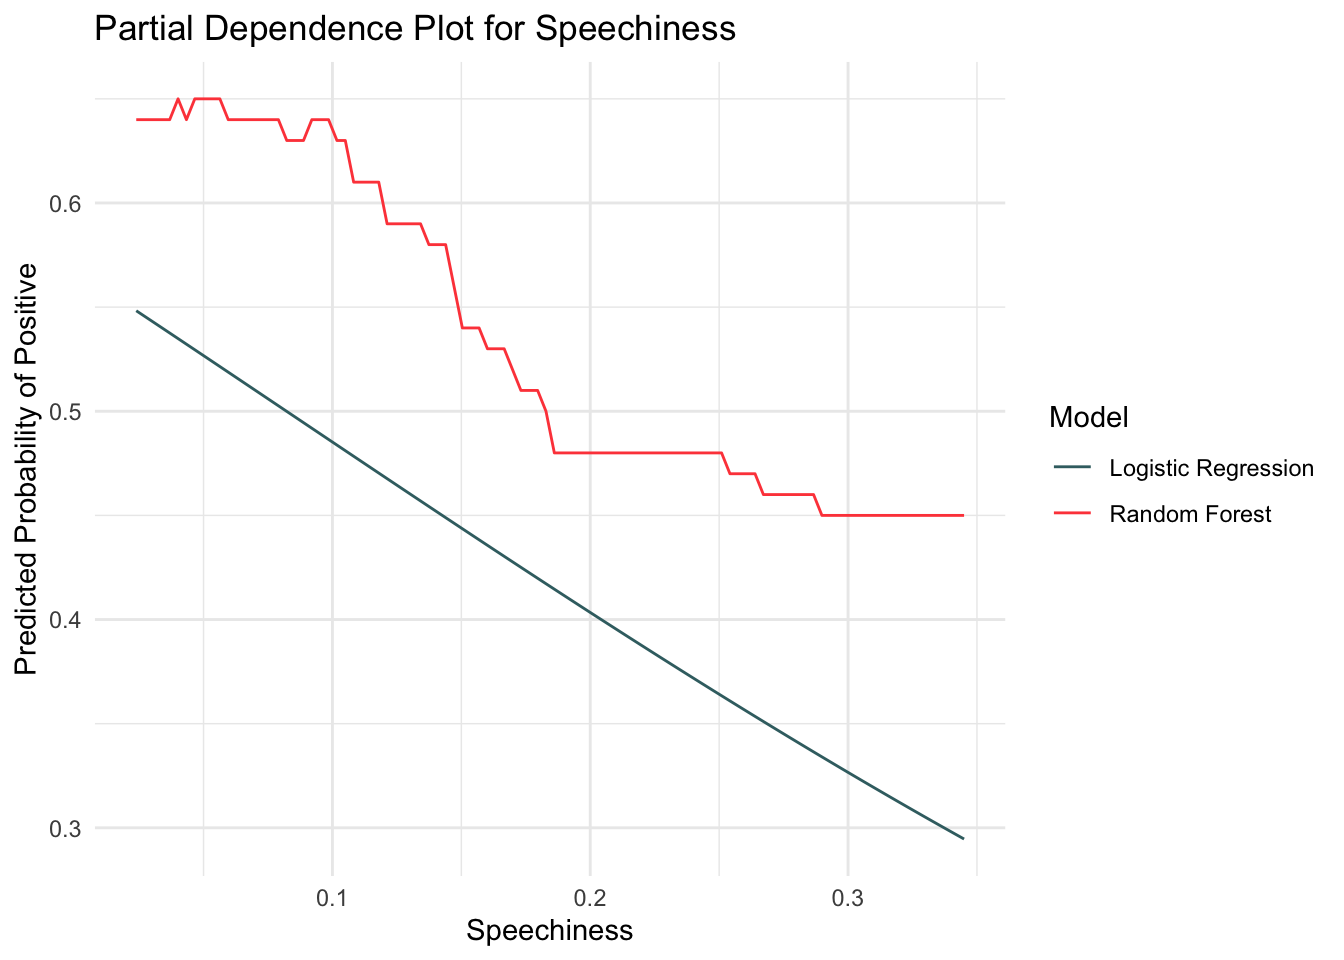 Partial Dependence Plot for Speechiness
Predicted Probability of Positive
0.6
0.5
0.4
0.3
0.1 0.2 0.3
Speechiness
Model
Logistic Regression
Random Forest